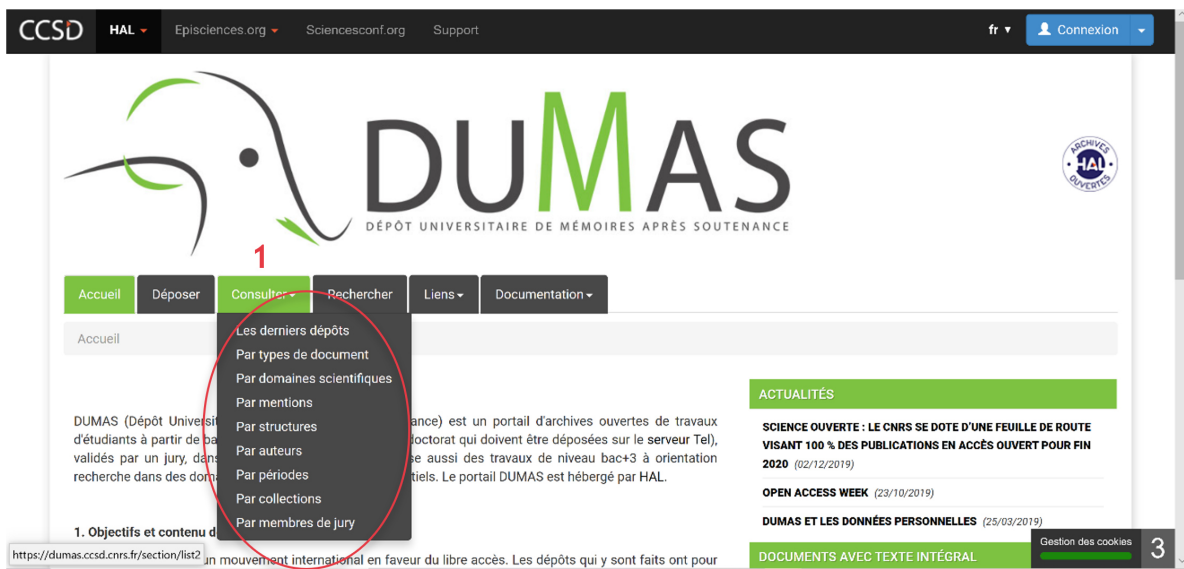 CCSD HAL Episciences.org Sciencesconf.org Support fr Connexion
DUMAS
DÉPÔT UNIVERSITAIRE DE MÉMOIRES APRÈS SOUTENANCE
ARCHIVES
HAL
OUVERTES
1
Accueil Déposer Consulter Rechercher Liens Documentation
Accueil
Les derniers dépôts
Par types de document
Par domaines scientifiques
Par mentions
Par structures
Par auteurs
Par périodes
Par collections
Par membres de jury
DUMAS (Dépôt est un portail d'archives ouvertes de travaux
d'étudiants à partir de doctorat qui doivent être déposées sur le serveur Tel),
validés par un jury, aussi des travaux de niveau bac+3 à orientation
recherche dans des Le portail DUMAS est hébergé par HAL.
1. Objectifs et contenu
un mouvement international en faveur du libre accès. Les dépôts qui y sont faits ont pour
ACTUALITÉS
SCIENCE OUVERTE : LE CNRS SE DOTE D'UNE FEUILLE DE ROUTE
VISANT 100 % DES PUBLICATIONS EN ACCÈS OUVERT POUR FIN
2020 (02/12/2019)
OPEN ACCESS WEEK (23/10/2019)
DUMAS ET LES DONNÉES PERSONNELLES (25/03/2019)
DOCUMENTS AVEC TEXTE INTÉGRAL
Gestion des cookies
3
https://dumas.ccsd.cnrs.fr/section/list2